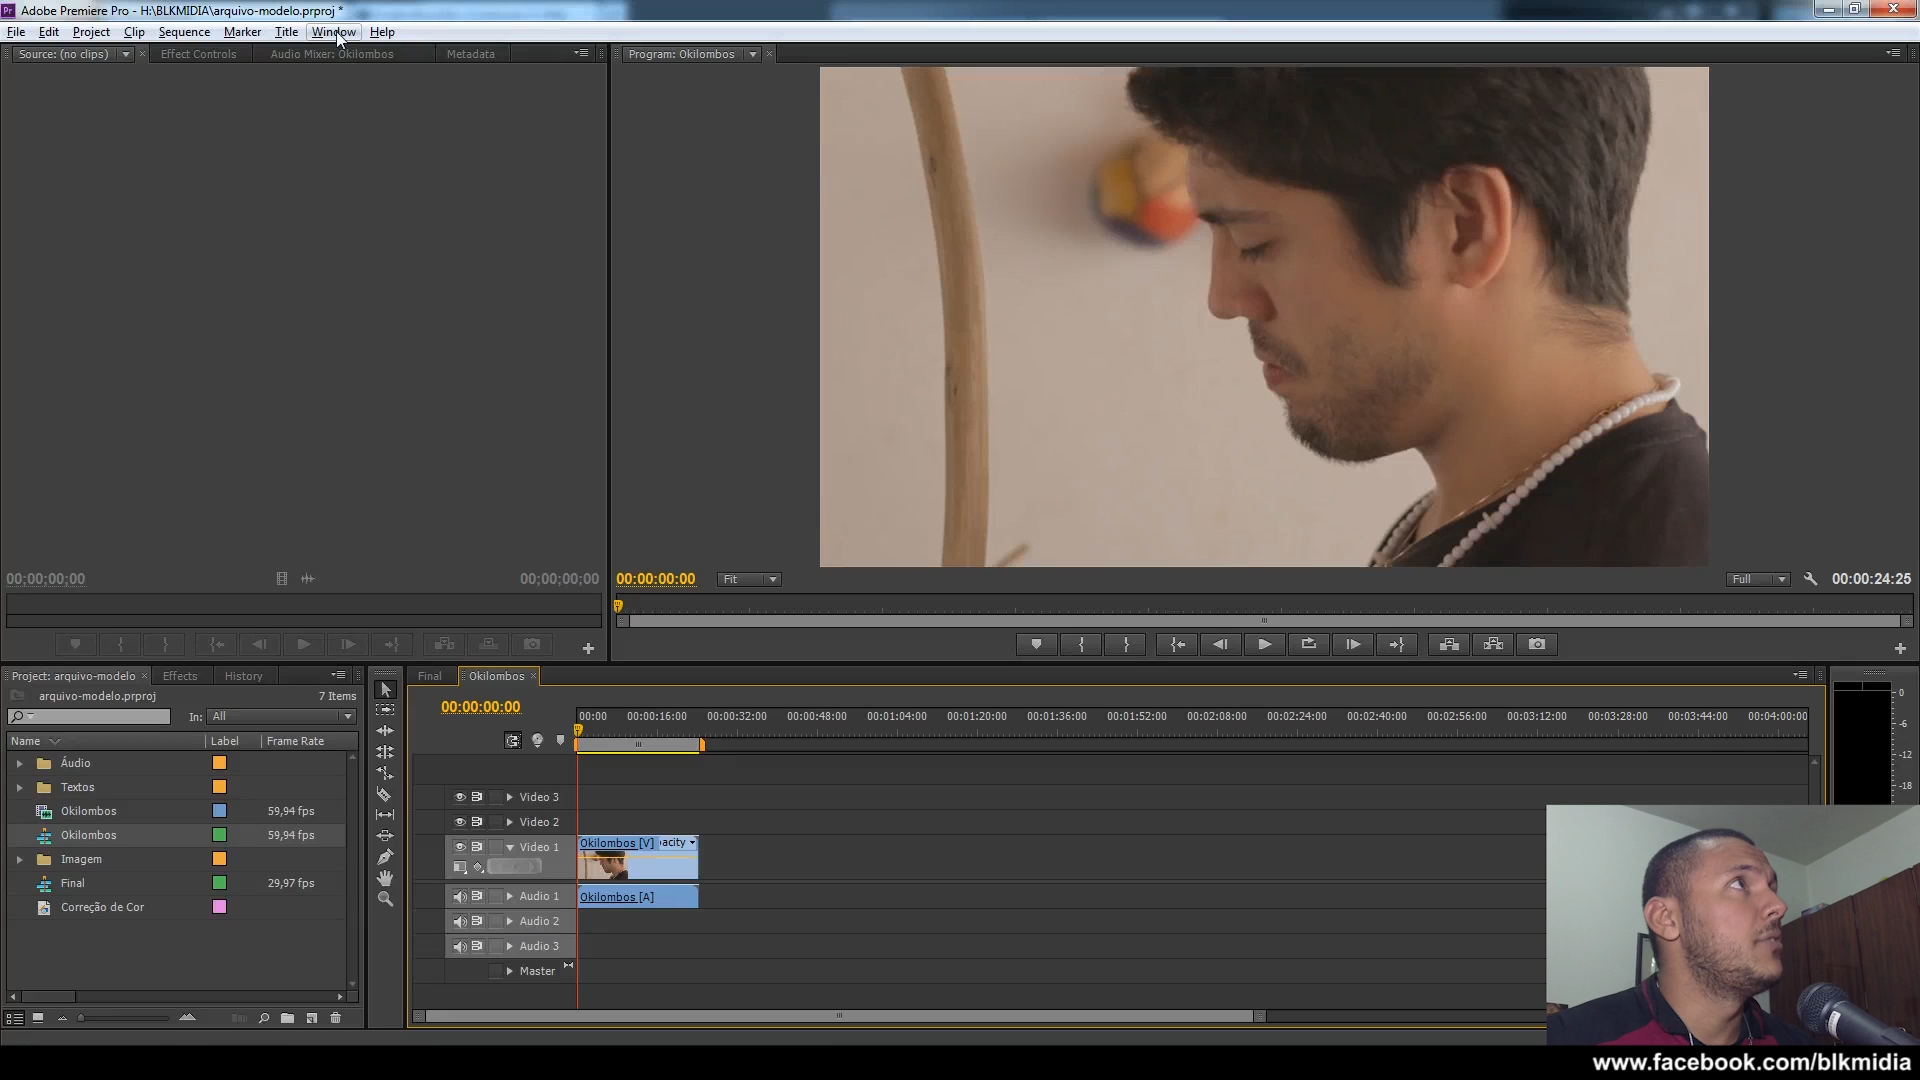 Adobe Premiere Pro - H:\BLKMIDIA\arquivo-modelo.prproj *
File Edit Project Clip Sequence Marker Title Window Help
Source: (no clips) Effect Controls Audio Mixer: Okilombos Metadata
Program: Okilombos
00;00;00;00 00;00;00;00
00:00:00:00 Fit Full 00:00:24:25
Project: arquivo-modelo Effects History
arquivo-modelo.prproj 7 Items
In: All
Name Label Frame Rate
Áudio
Textos
Okilombos 59,94 fps
Okilombos 59,94 fps
Imagem
Final 29,97 fps
Correção de Cor
Final Okilombos
00:00:00:00
00:00 00:00:16:00 00:00:32:00 00:00:48:00 00:01:04:00 00:01:20:00 00:01:36:00 00:01:52:00 00:02:08:00 00:02:24:00 00:02:40:00 00:02:56:00 00:03:12:00 00:03:28:00 00:03:44:00 00:04:00:00
Video 3
Video 2
Video 1 Okilombos [V] acity
Audio 1 Okilombos [A]
Audio 2
Audio 3
Master
0
-6
-12
-18
www.facebook.com/blkmidia